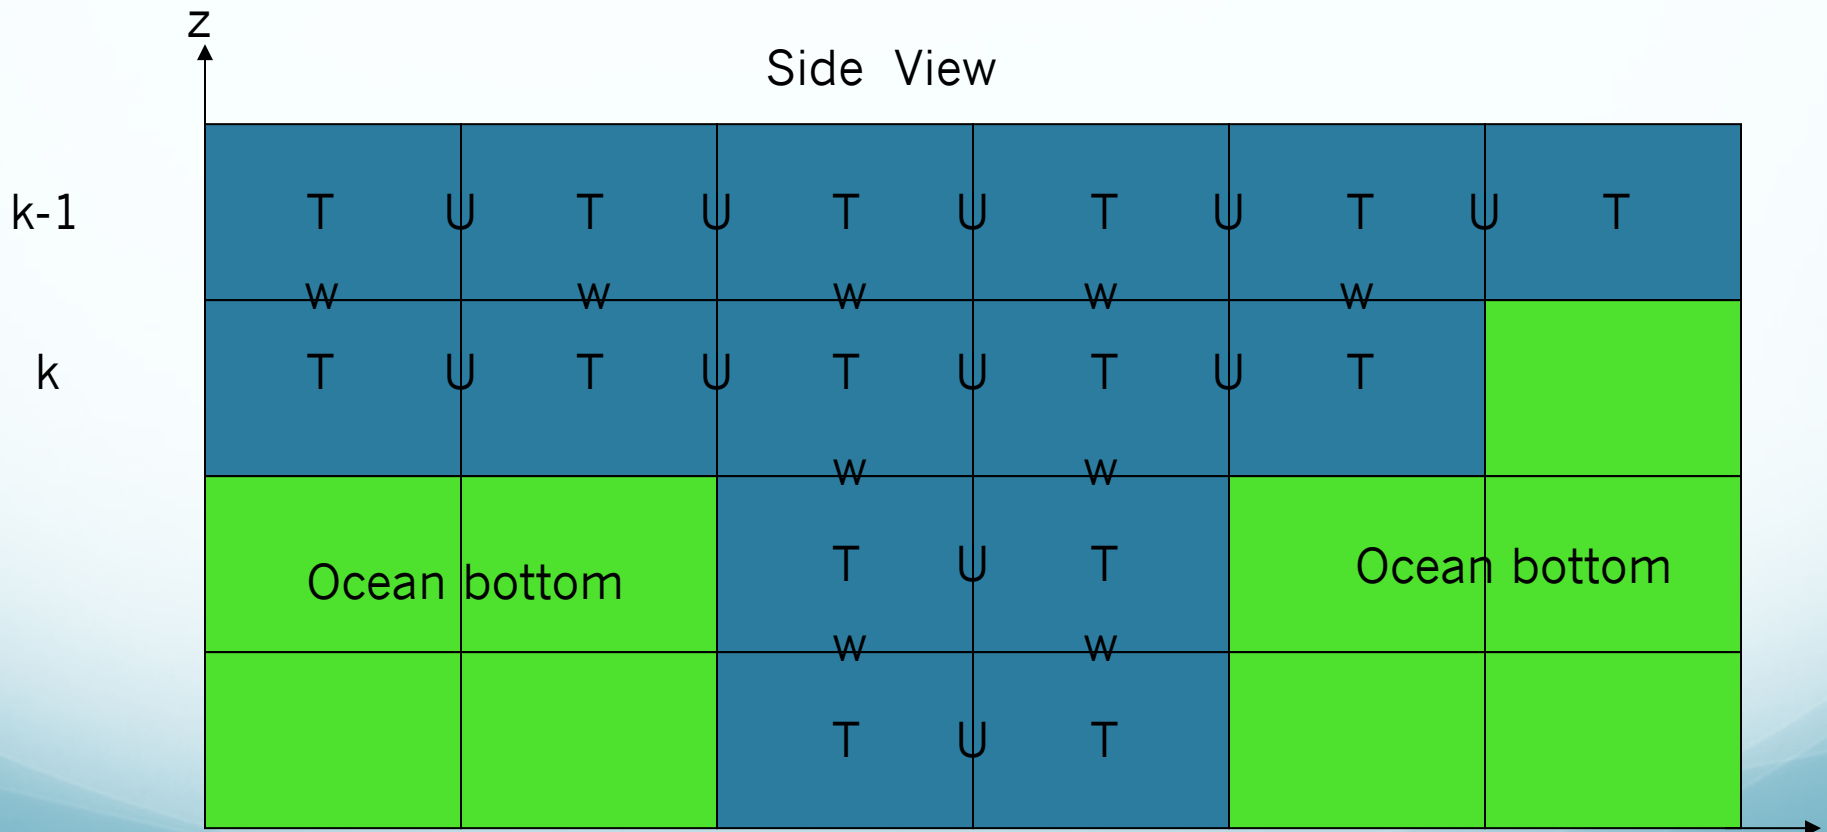 z
Side View
k-1 T U T U T U T U T U T
w w w w w
k T U T U T U T U T
w w
Ocean bottom T U T Ocean bottom
w w
T U T